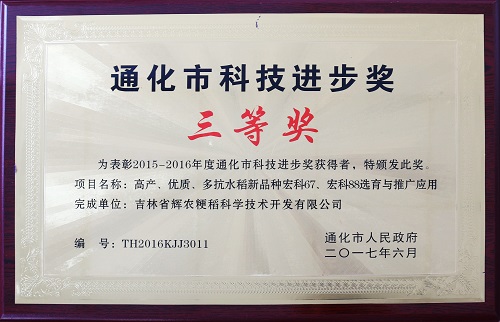 通化市科技进步奖
三等奖
为表彰2015-2016年度通化市科技进步奖获得者，特颁发此奖。
项目名称：高产、优质、多抗水稻新品种宏科67、宏科88选育与推广应用
完成单位：吉林省辉农粳稻科学技术开发有限公司
编 号：TH2016KJJ3011
通化市人民政府
二〇一七年六月